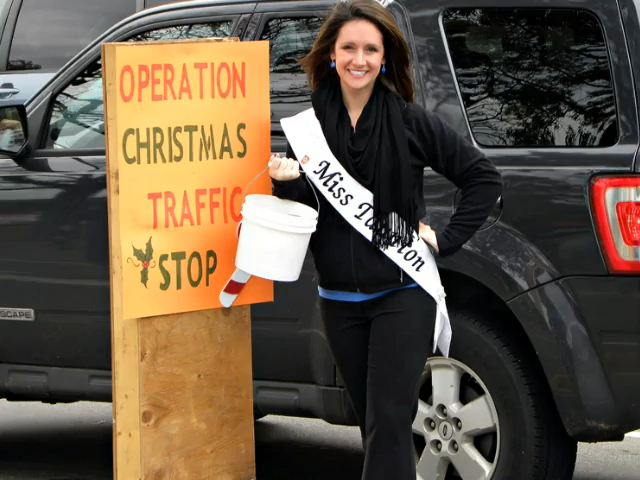 OPERATION
CHRISTMAS
TRAFFIC
STOP
Miss
ESCAPE